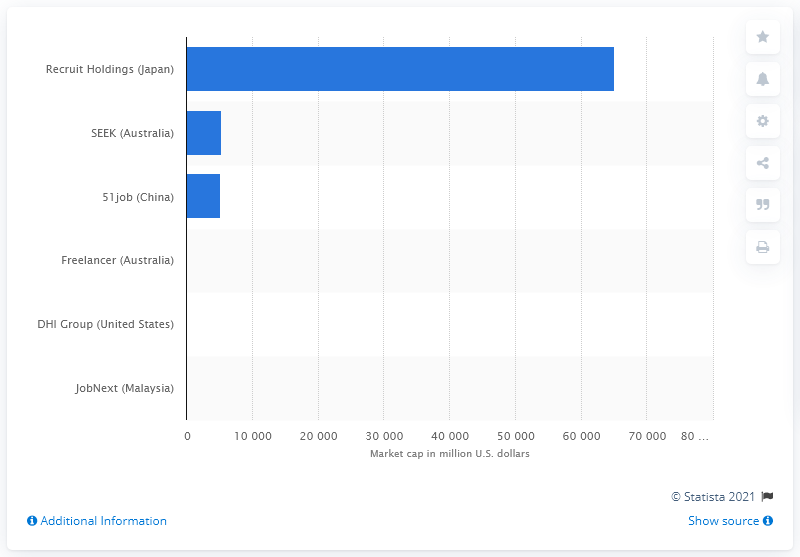 Recruit Holdings (Japan)
SEEK (Australia)
51job (China)
Freelancer (Australia)
DHI Group (United States)
JobNext (Malaysia)
0 10 000 20 000 30 000 40 000 50 000 60 000 70 000 80 ...
Market cap in million U.S. dollars
© Statista 2021
Additional Information
Show source